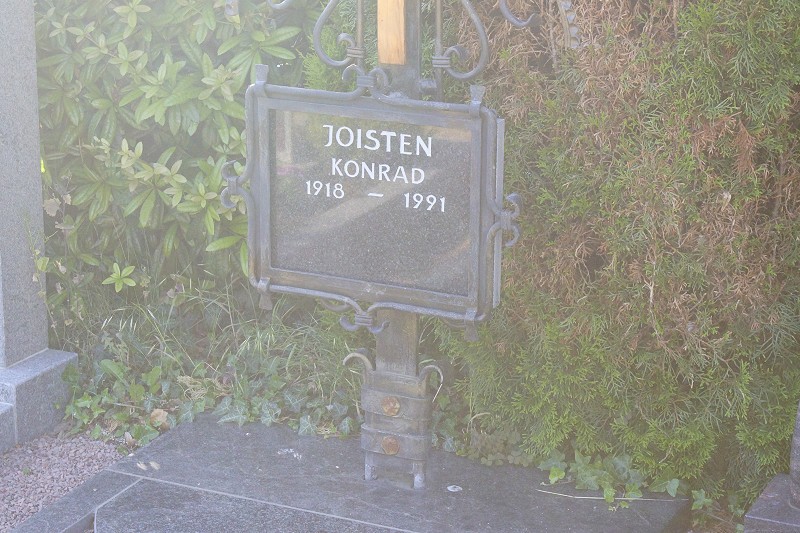 JOISTEN
KONRAD
1918 – 1991